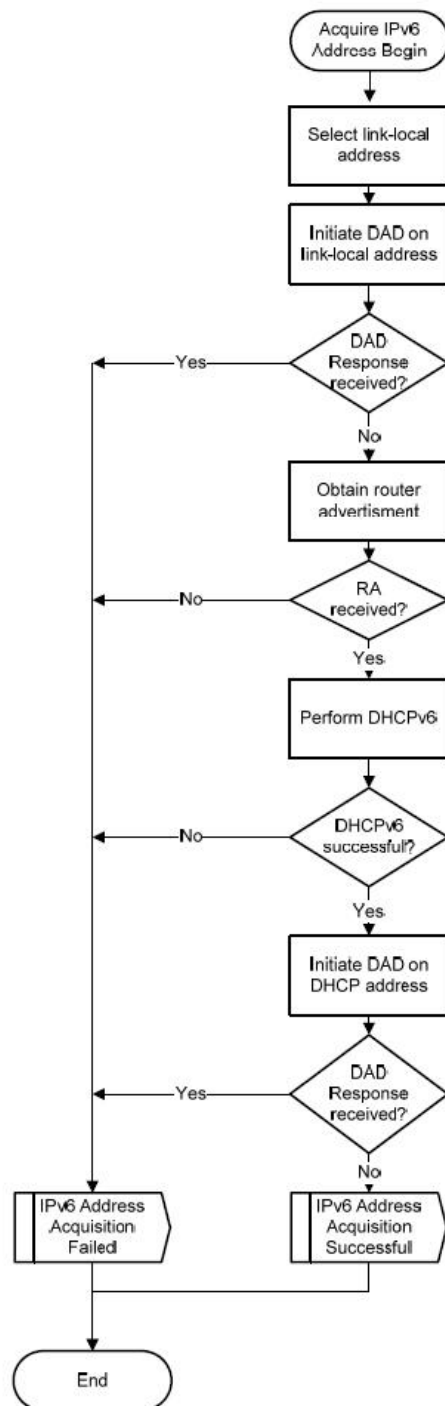 Acquire IPv6
Address Begin
Select link-local
address
Initiate DAD on
link-local address
DAD
Response
received?
Yes
No
Obtain router
advertisment
RA
received?
No
Yes
Perform DHCPv6
DHCPv6
successful?
No
Yes
Initiate DAD on
DHCP address
DAD
Response
received?
Yes
No
IPv6 Address
Acquisition
Failed
IPv6 Address
Acquisition
Successful
End